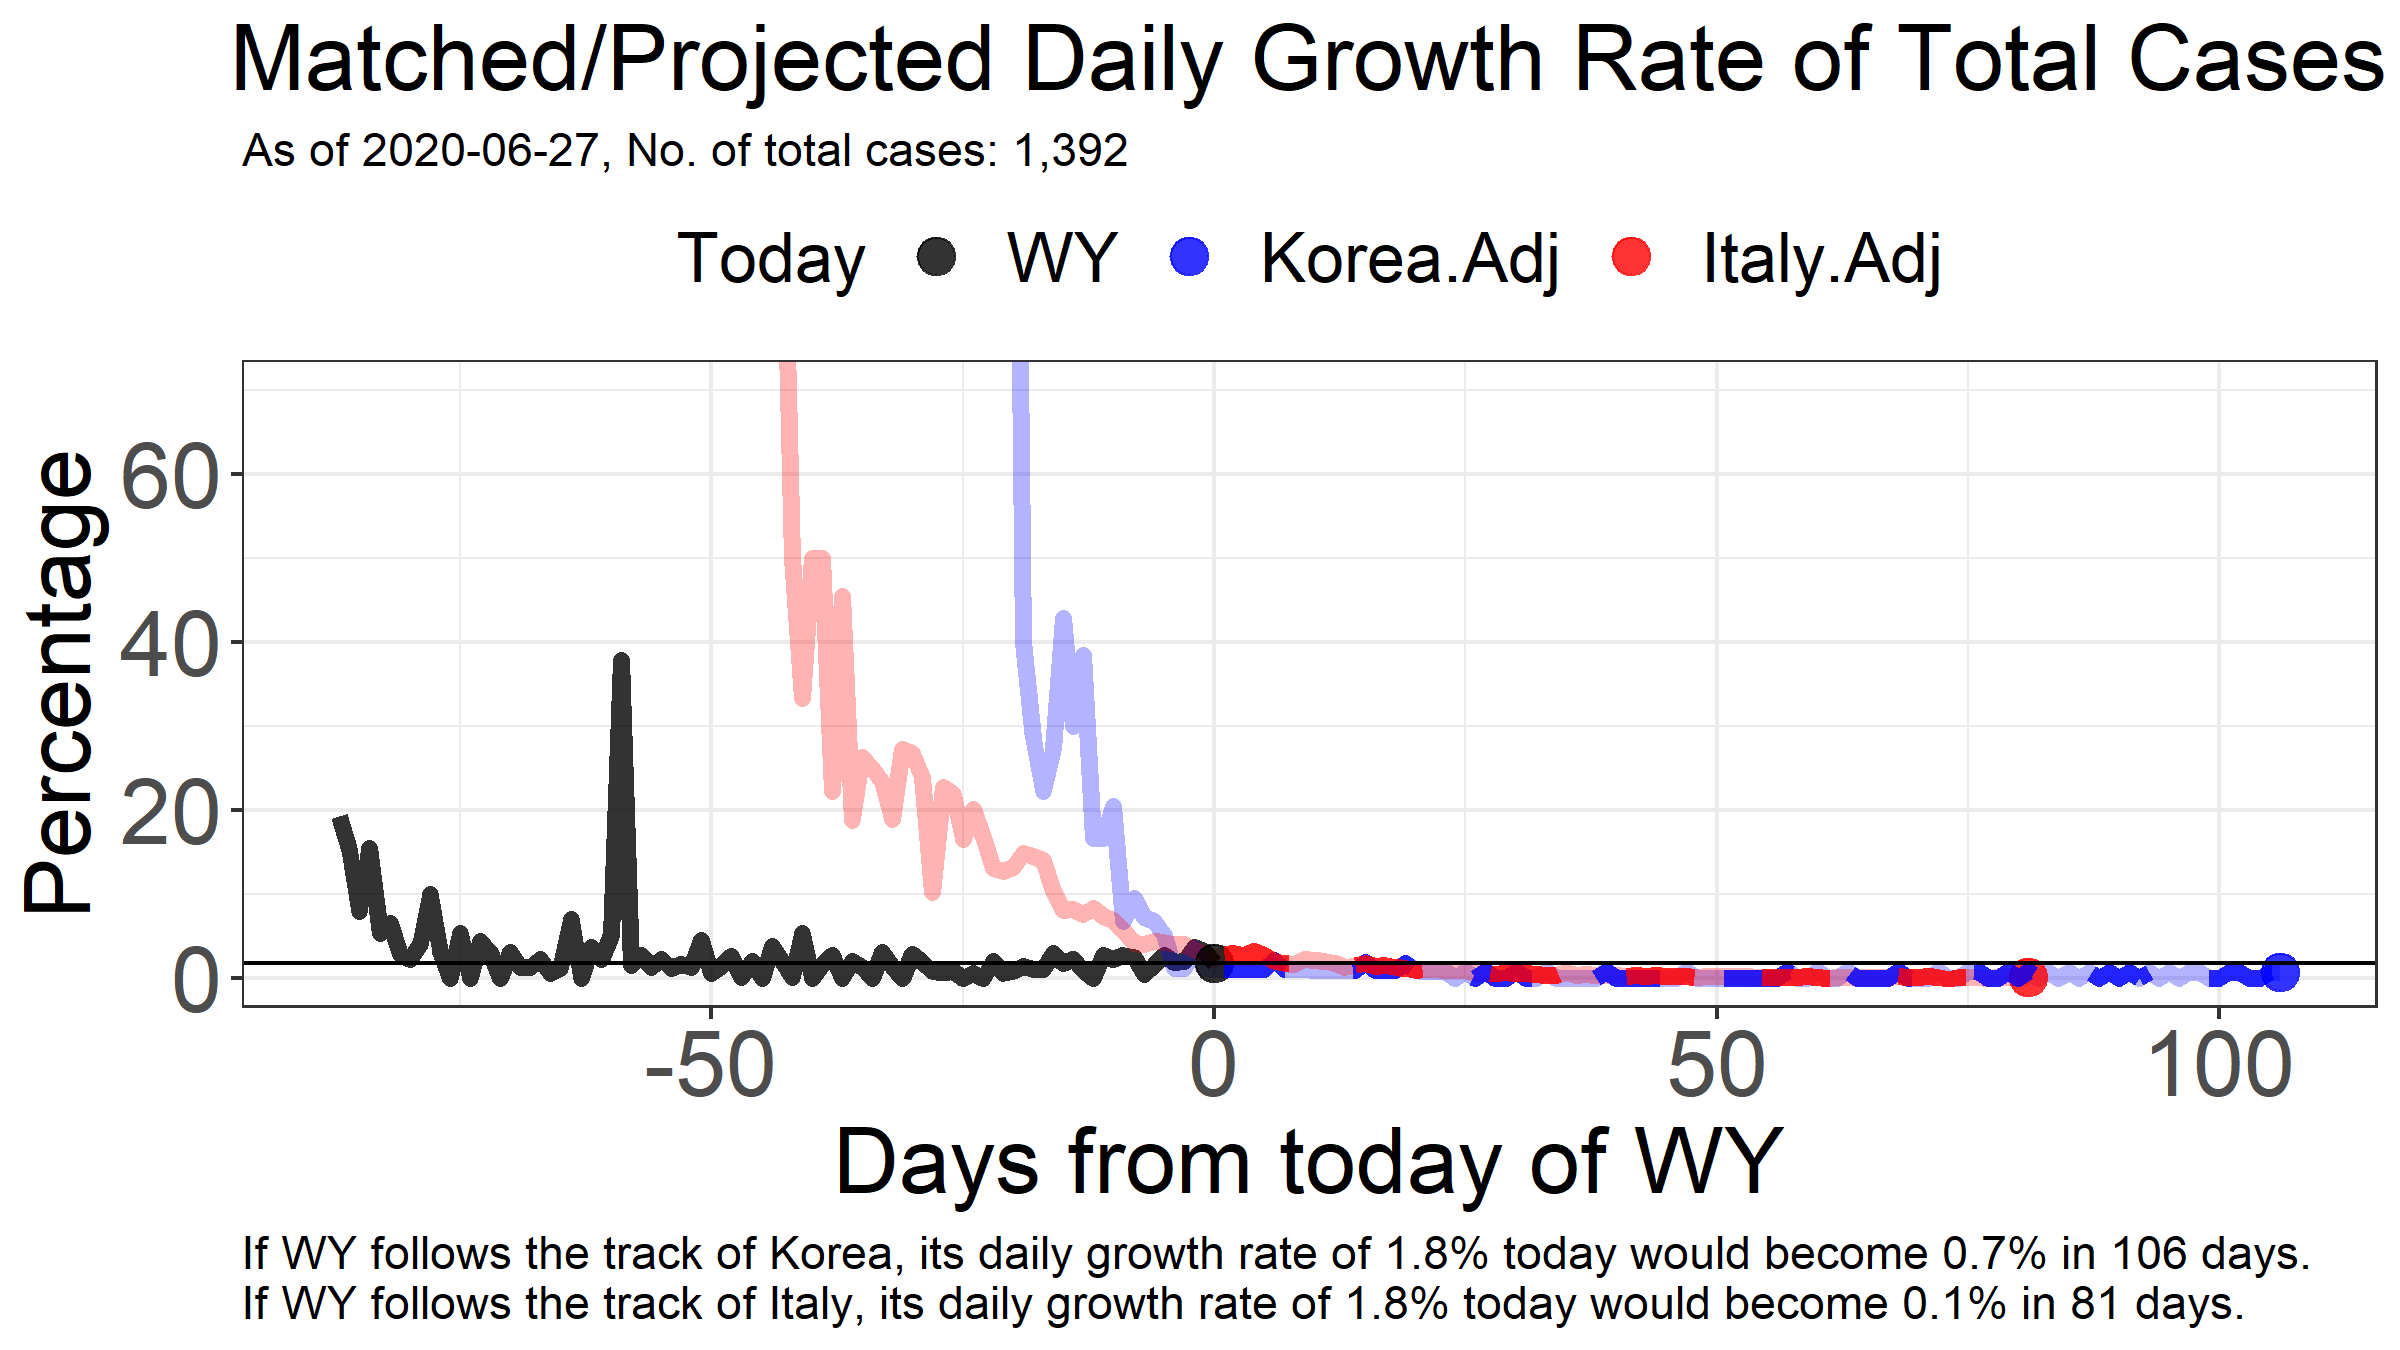 Matched/Projected Daily Growth Rate of Total Cases
As of 2020-06-27, No. of total cases: 1,392
Today WY Korea.Adj Italy.Adj
Percentage
60
40
20
0
-50 0 50 100
Days from today of WY
If WY follows the track of Korea, its daily growth rate of 1.8% today would become 0.7% in 106 days.
If WY follows the track of Italy, its daily growth rate of 1.8% today would become 0.1% in 81 days.